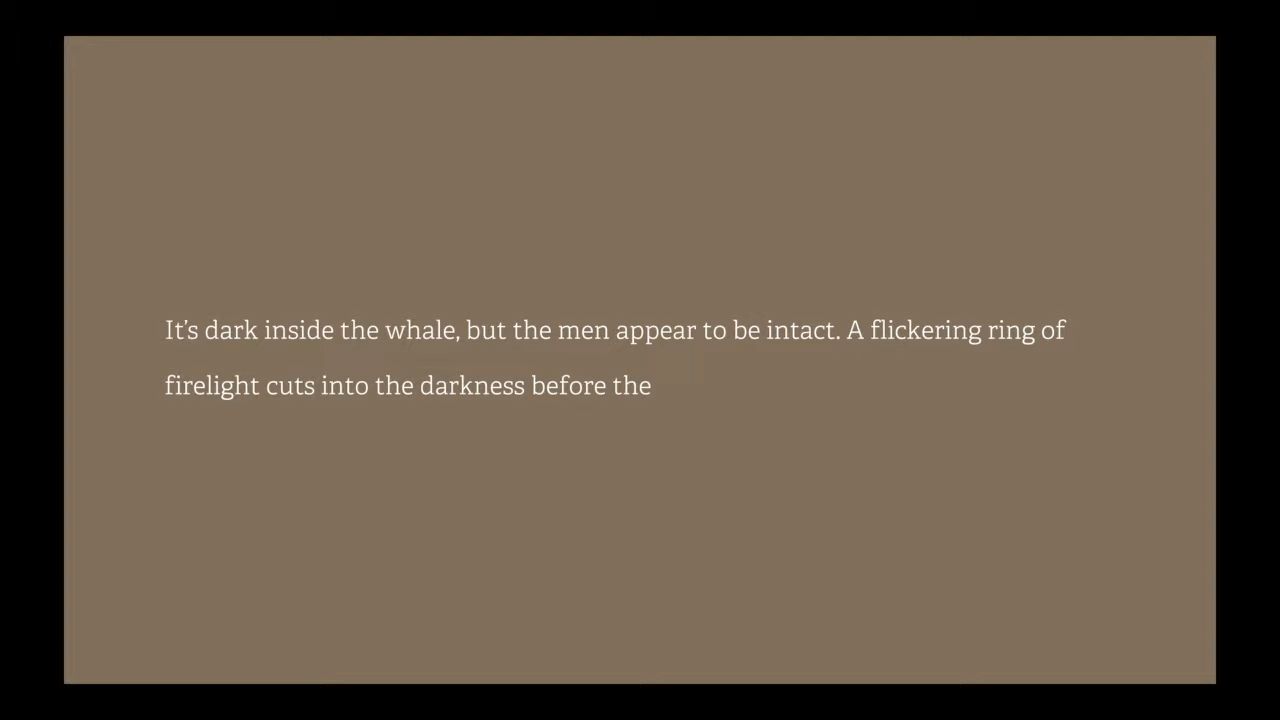 It’s dark inside the whale, but the men appear to be intact. A flickering ring of
firelight cuts into the darkness before the